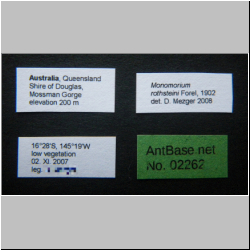 Australia, Queensland
Shire of Douglas,
Mossman Gorge
elevation 200 m
Monomorium
rothsteini Forel, 1902
det. D. Mezger 2008
16°28'S, 145°19'W
low vegetation
02. XI. 2007
leg.
AntBase.net
No. 02262